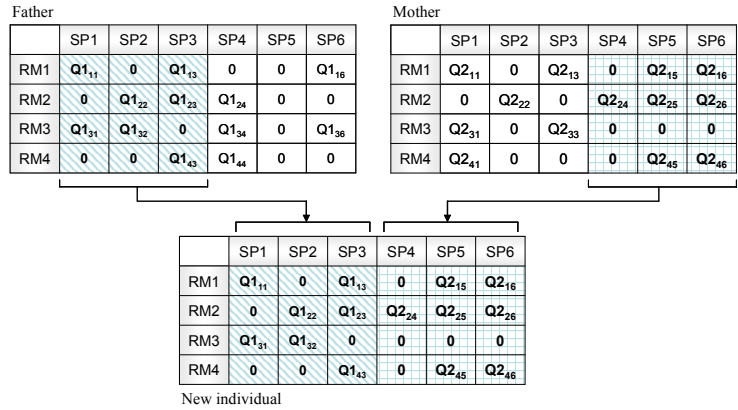 Father
SP1 SP2 SP3 SP4 SP5 SP6
RM1 Q1₁₁ 0 Q1₁₃ 0 0 Q1₁₆
RM2 0 Q1₂₂ Q1₂₃ Q1₂₄ 0 0
RM3 Q1₃₁ Q1₃₂ 0 Q1₃₄ 0 Q1₃₆
RM4 0 0 Q1₄₃ Q1₄₄ 0 0
Mother
SP1 SP2 SP3 SP4 SP5 SP6
RM1 Q2₁₁ 0 Q2₁₃ 0 Q2₁₅ Q2₁₆
RM2 0 Q2₂₂ 0 Q2₂₄ Q2₂₅ Q2₂₆
RM3 Q2₃₁ 0 Q2₃₃ 0 0 0
RM4 Q2₄₁ 0 0 0 Q2₄₅ Q2₄₆
SP1 SP2 SP3 SP4 SP5 SP6
RM1 Q1₁₁ 0 Q1₁₃ 0 Q2₁₅ Q2₁₆
RM2 0 Q1₂₂ Q1₂₃ Q2₂₄ Q2₂₅ Q2₂₆
RM3 Q1₃₁ Q1₃₂ 0 0 0 0
RM4 0 0 Q1₄₃ 0 Q2₄₅ Q2₄₆
New individual